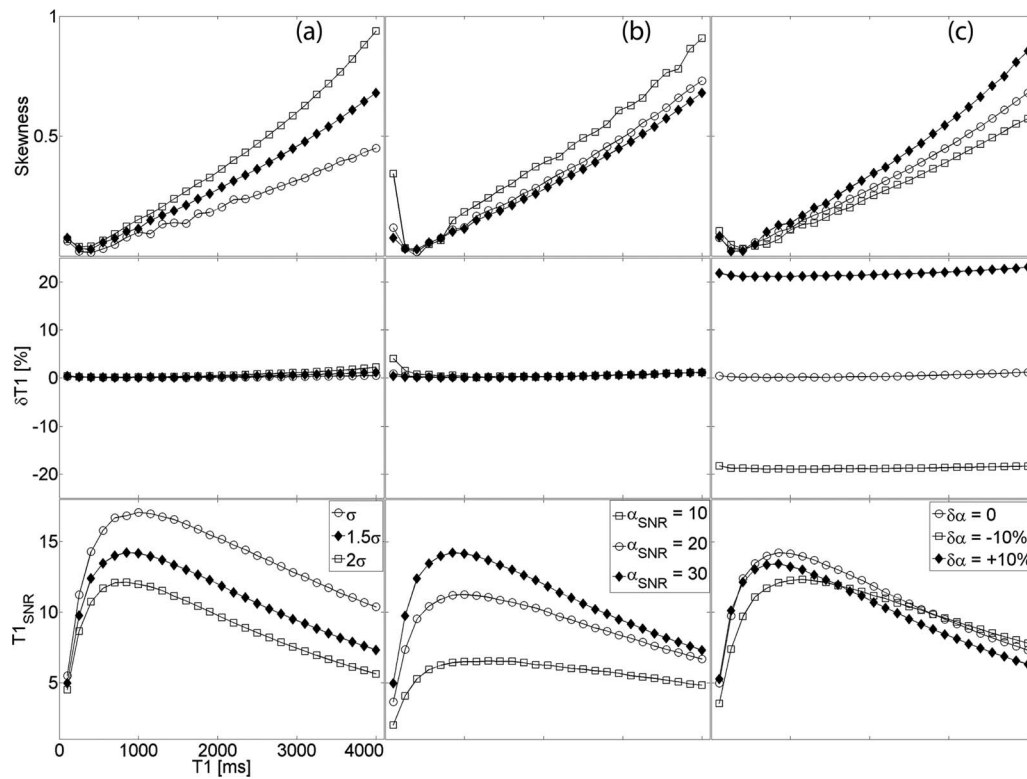 (a)
(b)
(c)
1
0.5
Skewness
20
10
0
-10
-20
δT1 [%]
σ
1.5σ
2σ
αSNR = 10
αSNR = 20
αSNR = 30
δα = 0
δα = -10%
δα = +10%
15
10
5
T1SNR
0 1000 2000 3000 4000
T1 [ms]